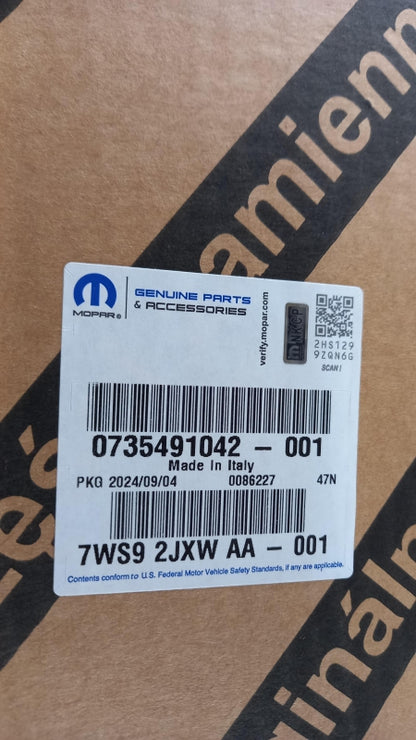 amienn
MOPAR®
GENUINE PARTS
& ACCESSORIES
verify.mopar.com
m NKCP
2HS129
9ZQN6G
SCAN!
0735491042 - 001
Made In Italy
PKG 2024/09/04 0086227 47N
7WS9 2JXW AA - 001
Contents conform to U.S. Federal Motor Vehicle Safety Standards, if any are applicable.
gináln